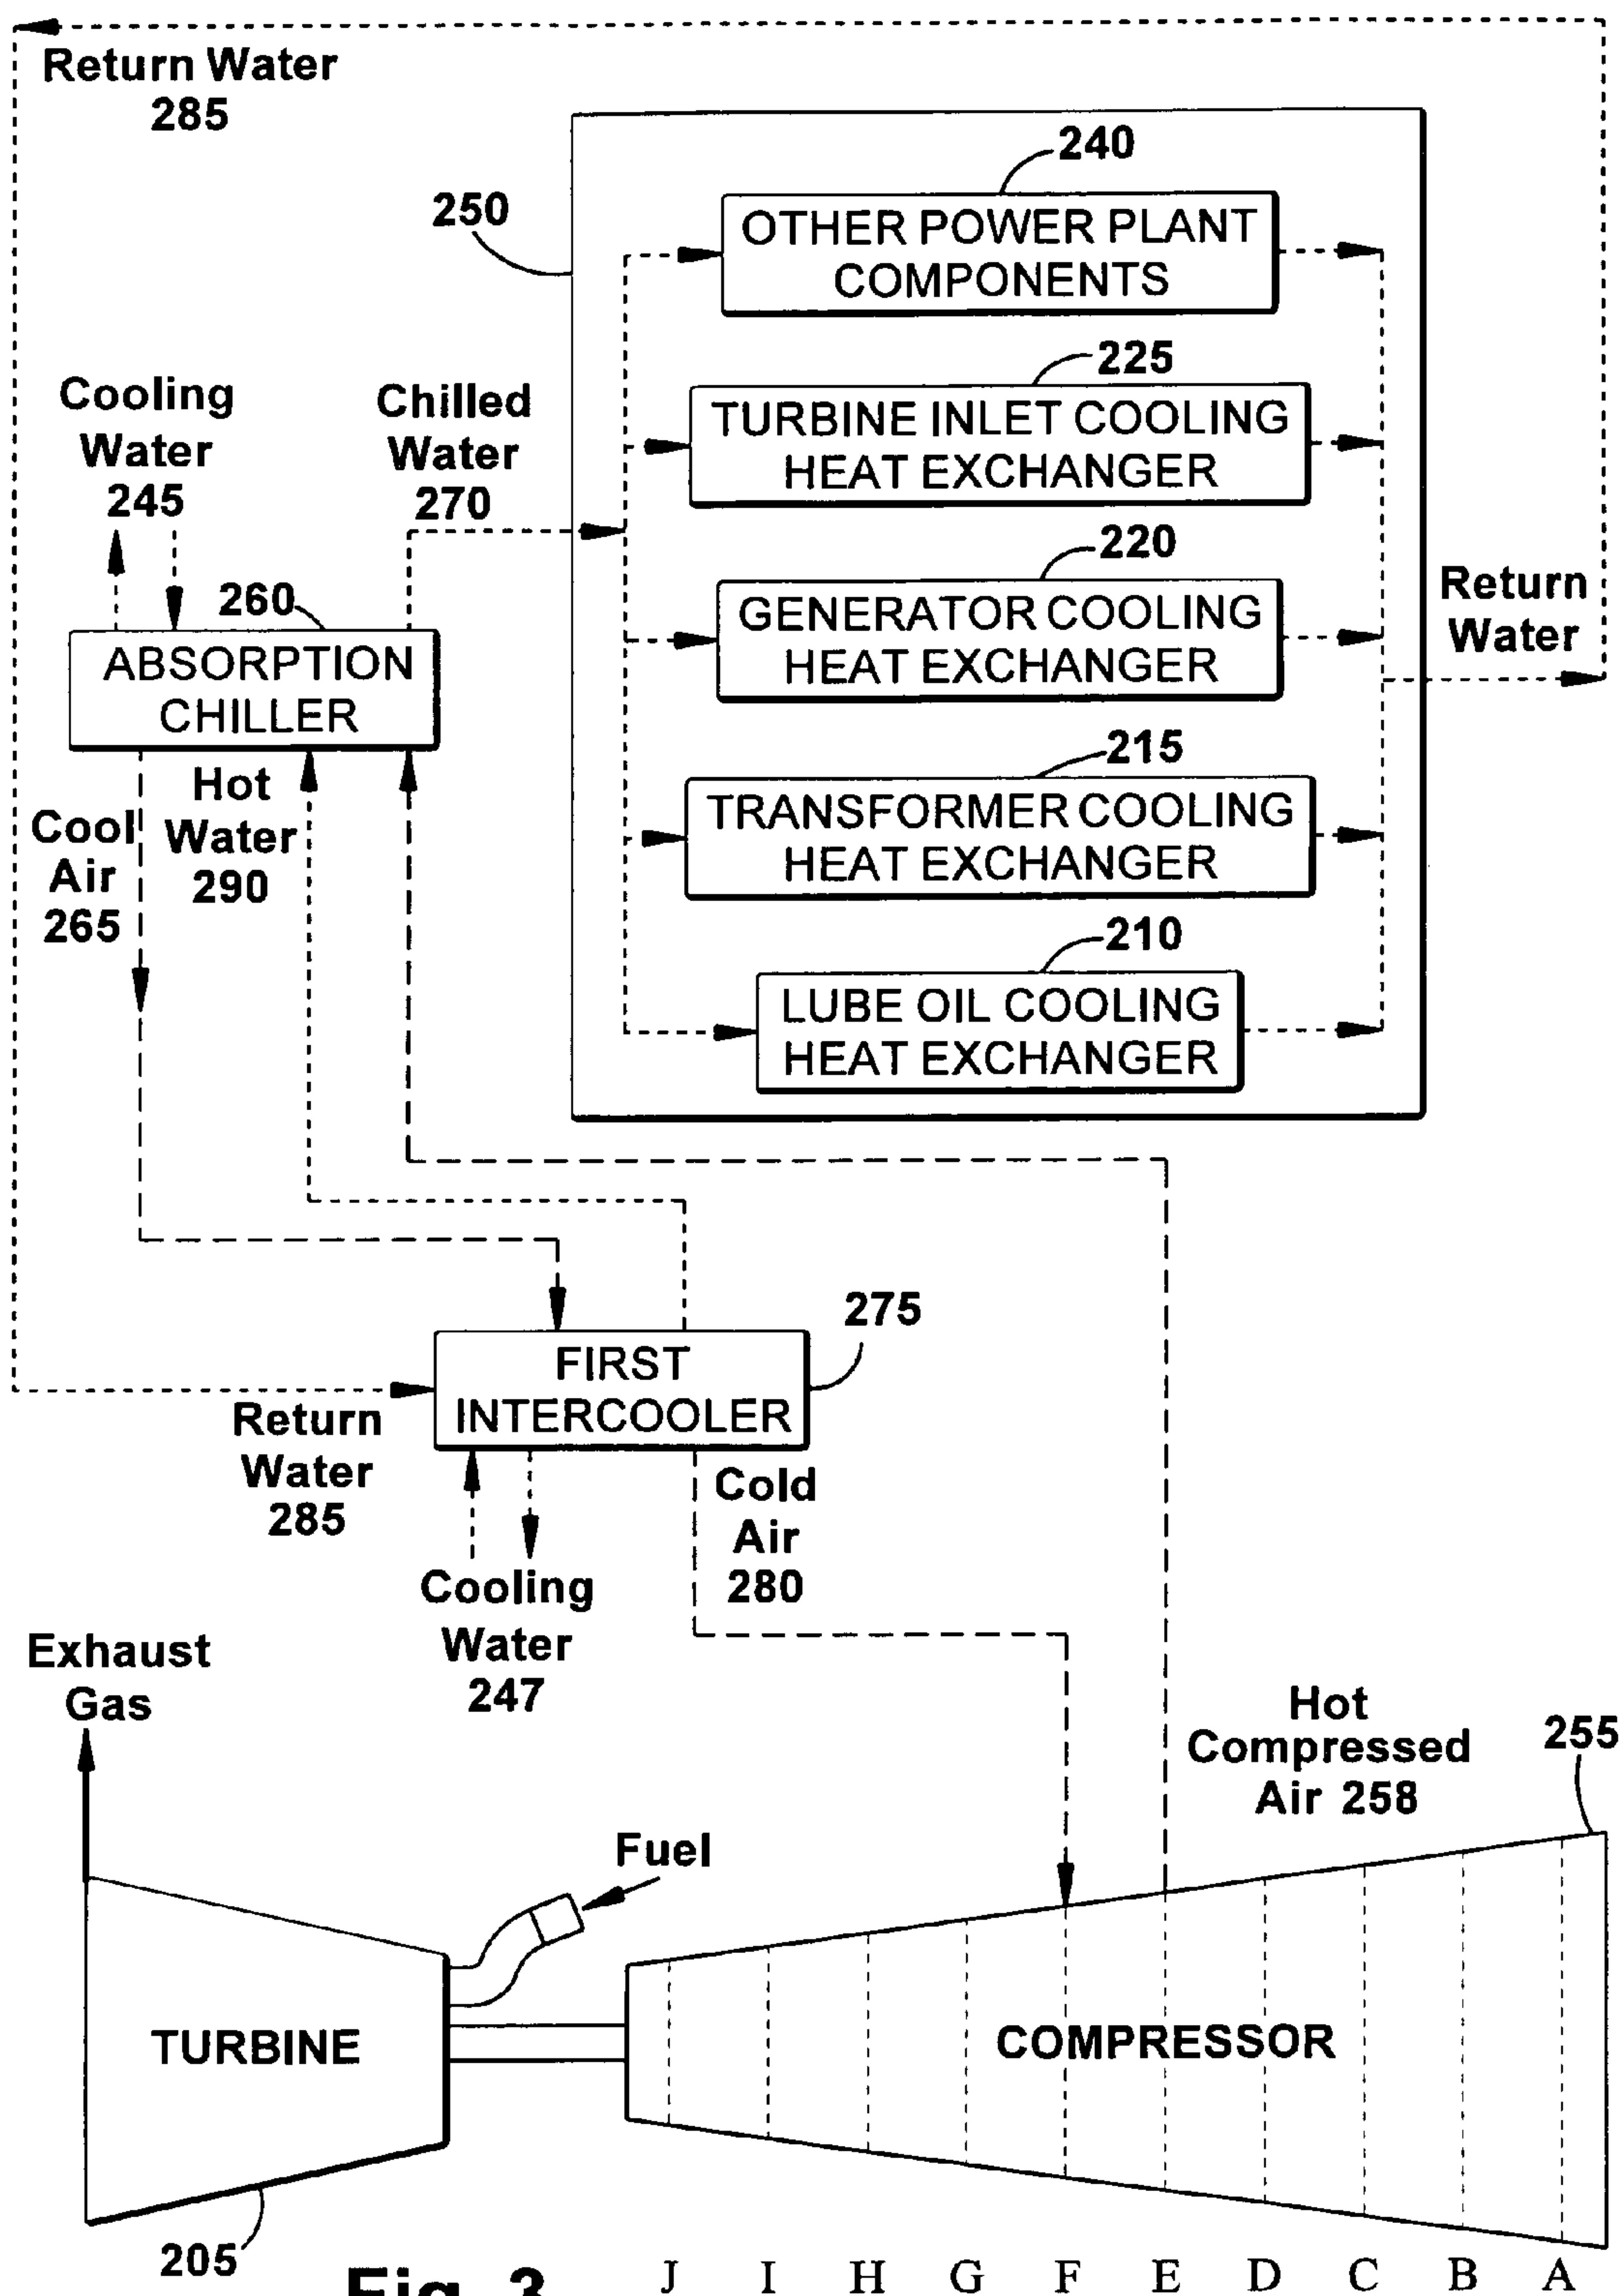 Return Water
285
240
250
OTHER POWER PLANT
COMPONENTS
225
Cooling
Water
245
Chilled
Water
270
TURBINE INLET COOLING
HEAT EXCHANGER
220
260
GENERATOR COOLING
HEAT EXCHANGER
Return
Water
ABSORPTION
CHILLER
215
Hot
Water
290
Cool
Air
265
TRANSFORMER COOLING
HEAT EXCHANGER
210
LUBE OIL COOLING
HEAT EXCHANGER
275
FIRST
INTERCOOLER
Return
Water
285
Cold
Air
280
Cooling
Water
247
Exhaust
Gas
Hot
Compressed
Air 258
255
Fuel
TURBINE
COMPRESSOR
205
Fig. 3
J I H G F E D C B A